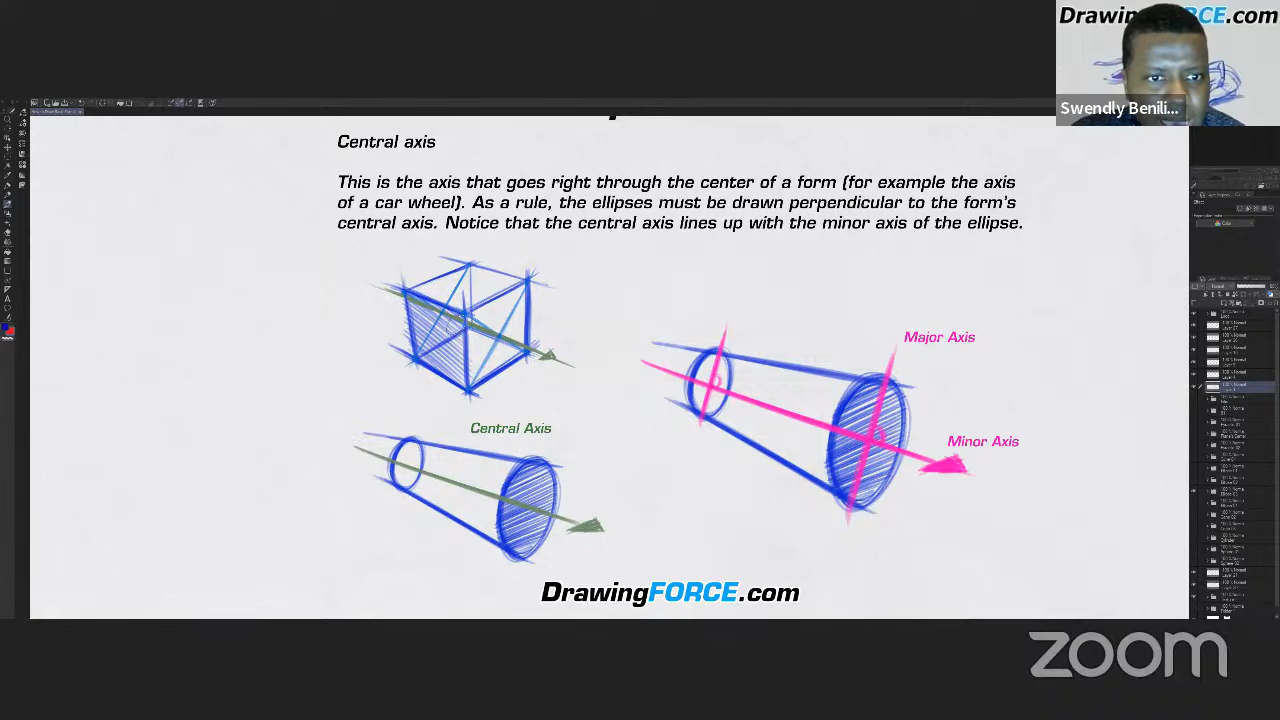 DrawingFORCE.com
Swendly Benili...
Central axis
This is the axis that goes right through the center of a form (for example the axis
of a car wheel). As a rule, the ellipses must be drawn perpendicular to the form's
central axis. Notice that the central axis lines up with the minor axis of the ellipse.
Major Axis
Central Axis
Minor Axis
DrawingFORCE.com
zoom